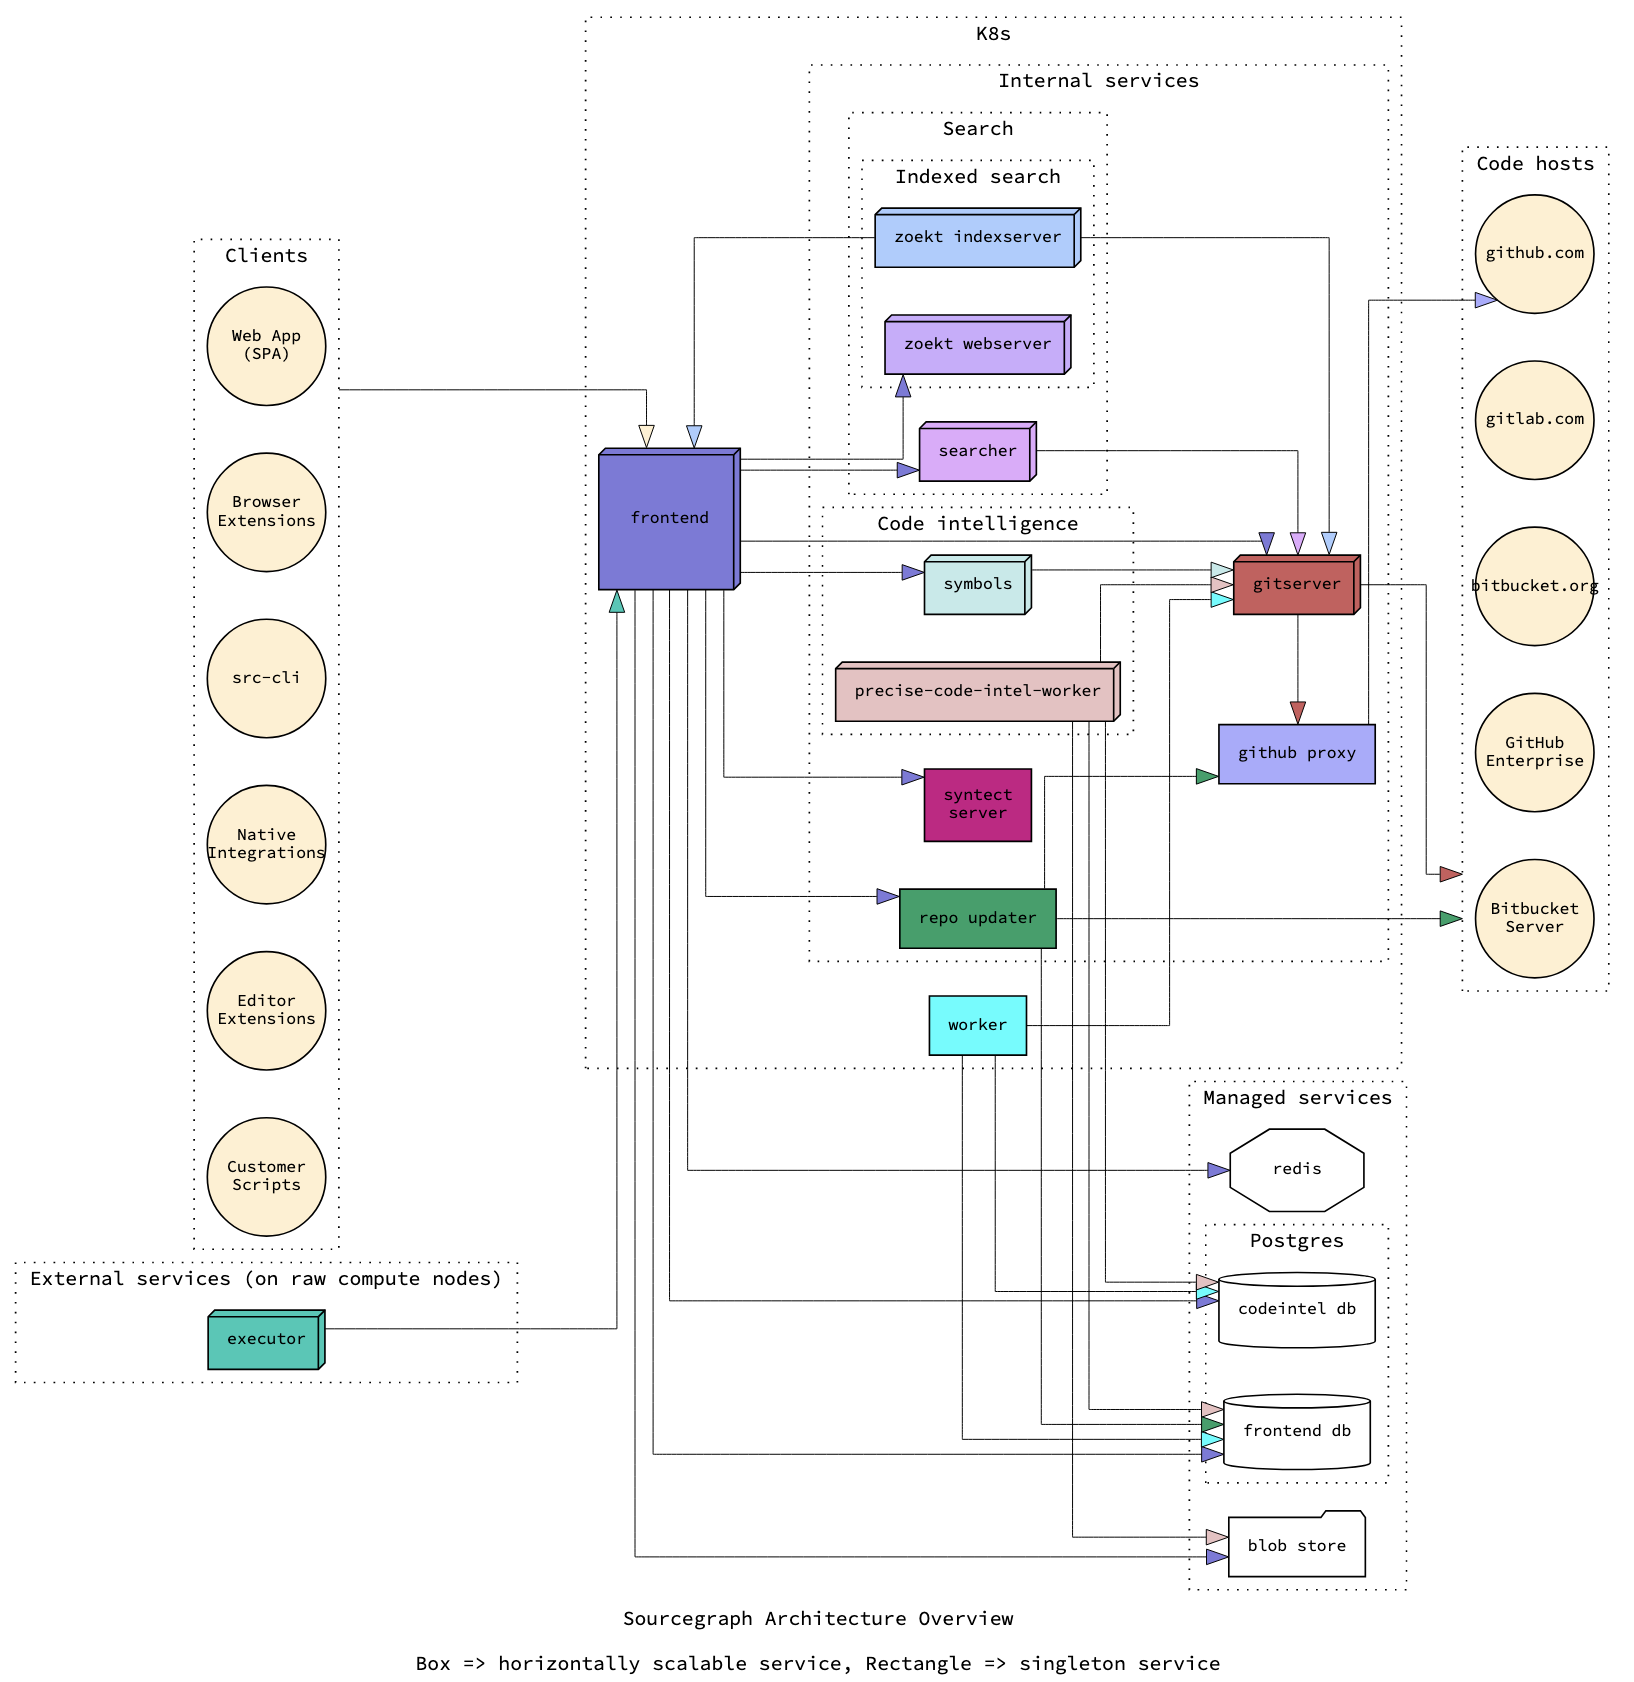 K8s
Internal services
Search
Indexed search
zoekt indexserver
zoekt webserver
searcher
Code hosts
github.com
gitlab.com
bitbucket.org
GitHub
Enterprise
Bitbucket
Server
Clients
Web App
(SPA)
Browser
Extensions
src-cli
Native
Integrations
Editor
Extensions
Customer
Scripts
frontend
Code intelligence
symbols
precise-code-intel-worker
gitserver
github proxy
syntect
server
repo updater
worker
Managed services
redis
Postgres
codeintel db
frontend db
blob store
External services (on raw compute nodes)
executor
Sourcegraph Architecture Overview
Box => horizontally scalable service, Rectangle => singleton service